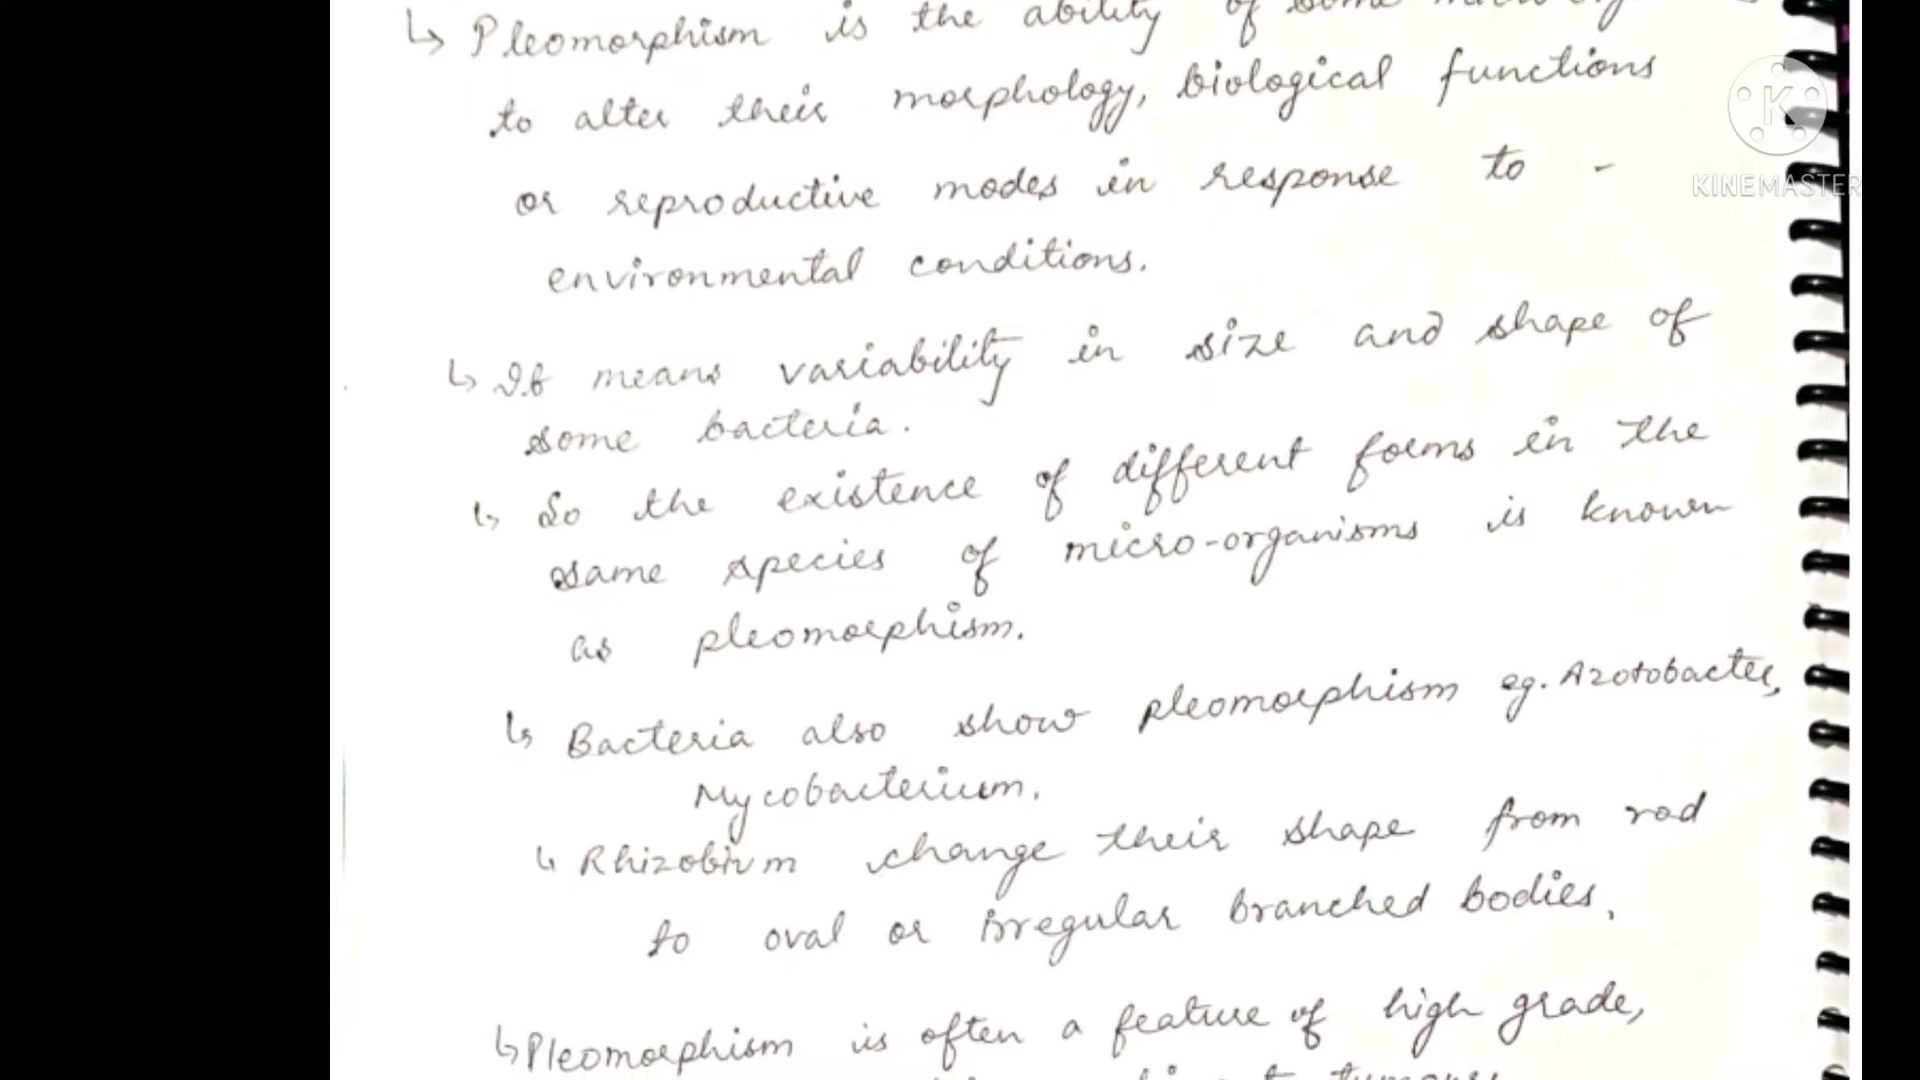 ↳ Pleomorphism is the ability of some
to alter their morphology, biological functions
or reproductive modes in response to -
environmental conditions.
↳ It means variability in size and shape of
some bacteria.
↳ So the existence of different forms in the
same species of micro-organisms is known
as pleomorphism.
↳ Bacteria also show pleomorphism eg. Azotobacter,
Mycobacterium.
↳ Rhizobium change their shape from rod
to oval or irregular branched bodies,
↳ Pleomorphism is often a feature of high grade,
tumours
K
KINEMASTER